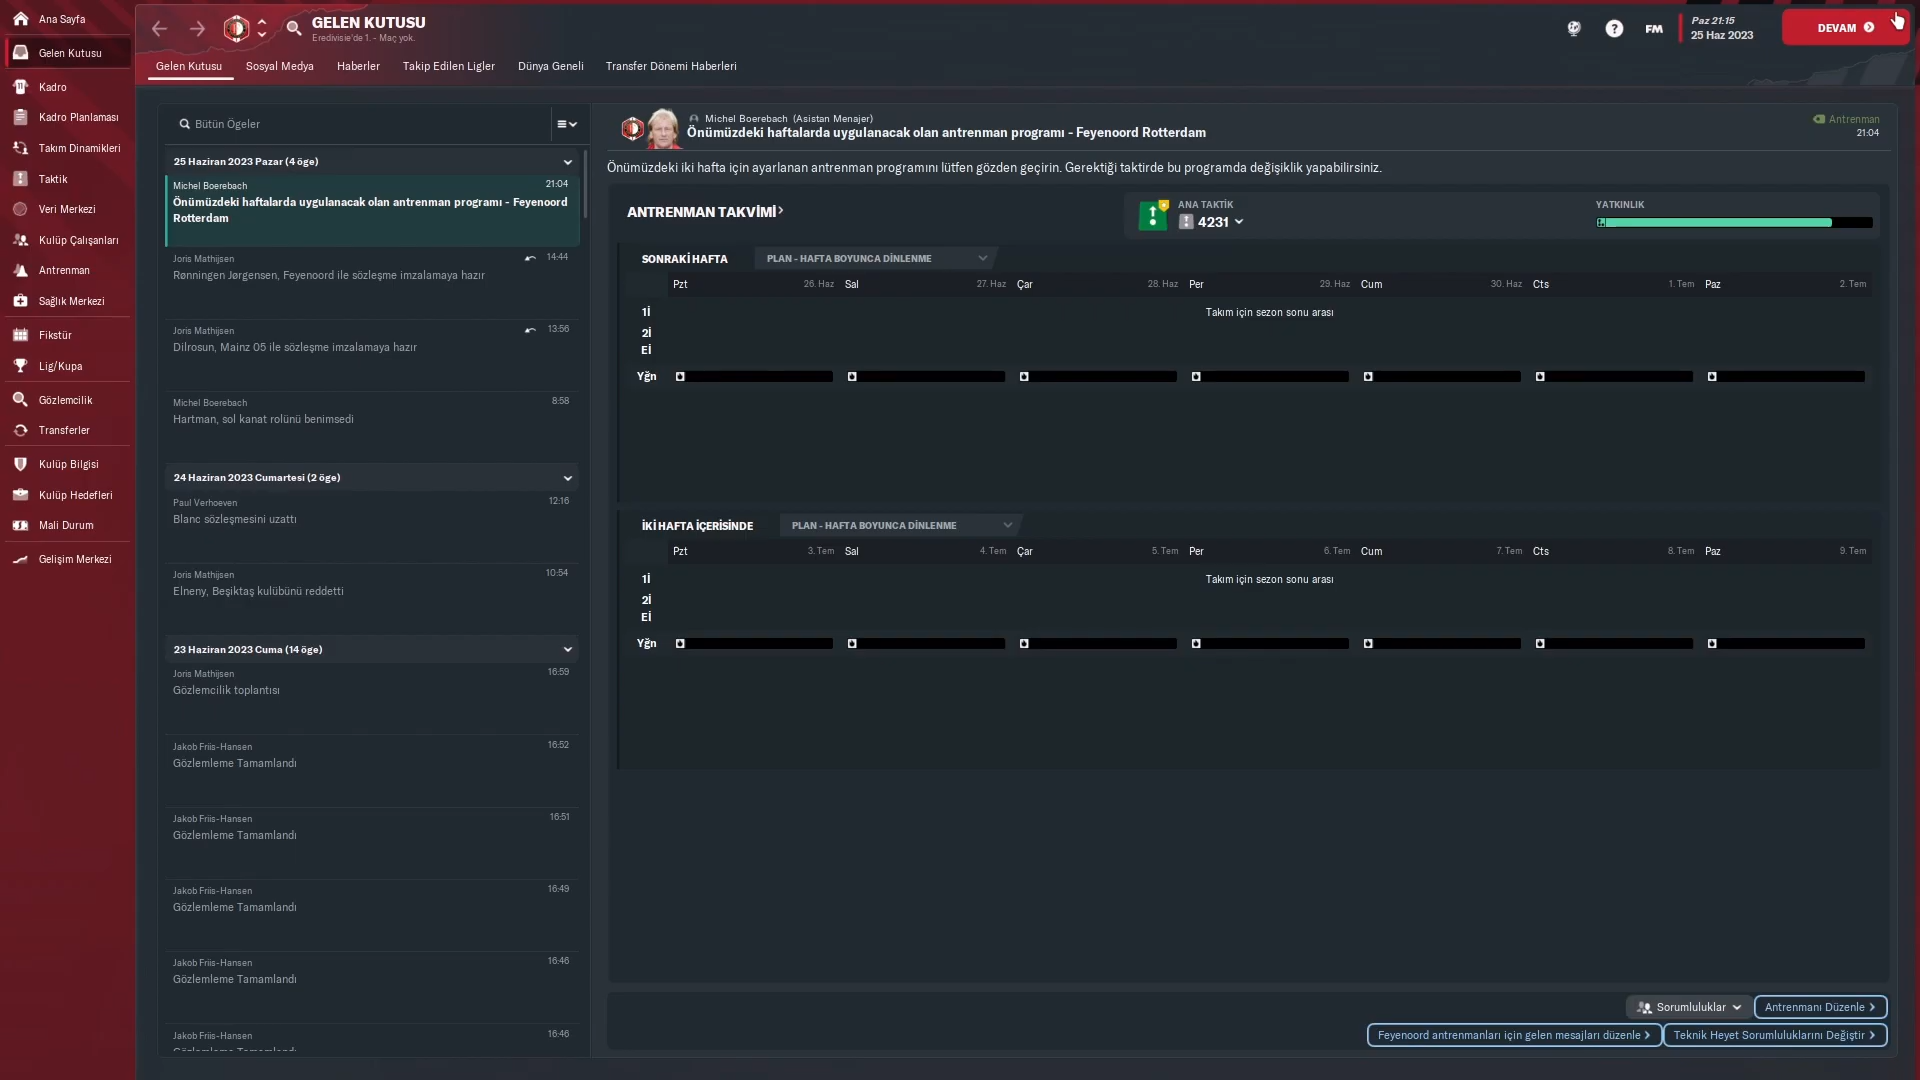 Ana Sayfa
Gelen Kutusu
Kadro
Kadro Planlaması
Takım Dinamikleri
Taktik
Veri Merkezi
Kulüp Çalışanları
Antrenman
Sağlık Merkezi
Fikstür
Lig/Kupa
Gözlemcilik
Transferler
Kulüp Bilgisi
Kulüp Hedefleri
Mali Durum
Gelişim Merkezi
GELEN KUTUSU
Eredivisie'de 1. - Maç yok.
FM
Paz 21:15
25 Haz 2023
DEVAM
Gelen Kutusu Sosyal Medya Haberler Takip Edilen Ligler Dünya Geneli Transfer Dönemi Haberleri
Bütün Ögeler
25 Haziran 2023 Pazar (4 öge)
Michel Boerebach 21:04
Önümüzdeki haftalarda uygulanacak olan antrenman programı - Feyenoord
Rotterdam
Joris Mathijsen 14:44
Rønningen Jørgensen, Feyenoord ile sözleşme imzalamaya hazır
Joris Mathijsen 13:56
Dilrosun, Mainz 05 ile sözleşme imzalamaya hazır
Michel Boerebach 8:58
Hartman, sol kanat rolünü benimsedi
24 Haziran 2023 Cumartesi (2 öge)
Paul Verhoeven 12:16
Blanc sözleşmesini uzattı
Joris Mathijsen 10:54
Elneny, Beşiktaş kulübünü reddetti
23 Haziran 2023 Cuma (14 öge)
Joris Mathijsen 16:59
Gözlemcilik toplantısı
Jakob Friis-Hansen 16:52
Gözlemleme Tamamlandı
Jakob Friis-Hansen 16:51
Gözlemleme Tamamlandı
Jakob Friis-Hansen 16:49
Gözlemleme Tamamlandı
Jakob Friis-Hansen 16:46
Gözlemleme Tamamlandı
Jakob Friis-Hansen 16:46
Gözlemleme Tamamlandı
Michel Boerebach (Asistan Menajer)
Önümüzdeki haftalarda uygulanacak olan antrenman programı - Feyenoord Rotterdam
Antrenman
21:04
Önümüzdeki iki hafta için ayarlanan antrenman programını lütfen gözden geçirin. Gerektiği taktirde bu programda değişiklik yapabilirsiniz.
ANTRENMAN TAKVİMİ
ANA TAKTİK
4231
YATKINLIK
SONRAKİ HAFTA PLAN - HAFTA BOYUNCA DİNLENME
Pzt 26. Haz Sal 27. Haz Çar 28. Haz Per 29. Haz Cum 30. Haz Cts 1. Tem Paz 2. Tem
1İ Takım için sezon sonu arası
2İ
Eİ
Yğn
İKİ HAFTA İÇERİSİNDE PLAN - HAFTA BOYUNCA DİNLENME
Pzt 3. Tem Sal 4. Tem Çar 5. Tem Per 6. Tem Cum 7. Tem Cts 8. Tem Paz 9. Tem
1İ Takım için sezon sonu arası
2İ
Eİ
Yğn
Sorumluluklar Antrenmanı Düzenle
Feyenoord antrenmanları için gelen mesajları düzenle Teknik Heyet Sorumluluklarını Değiştir